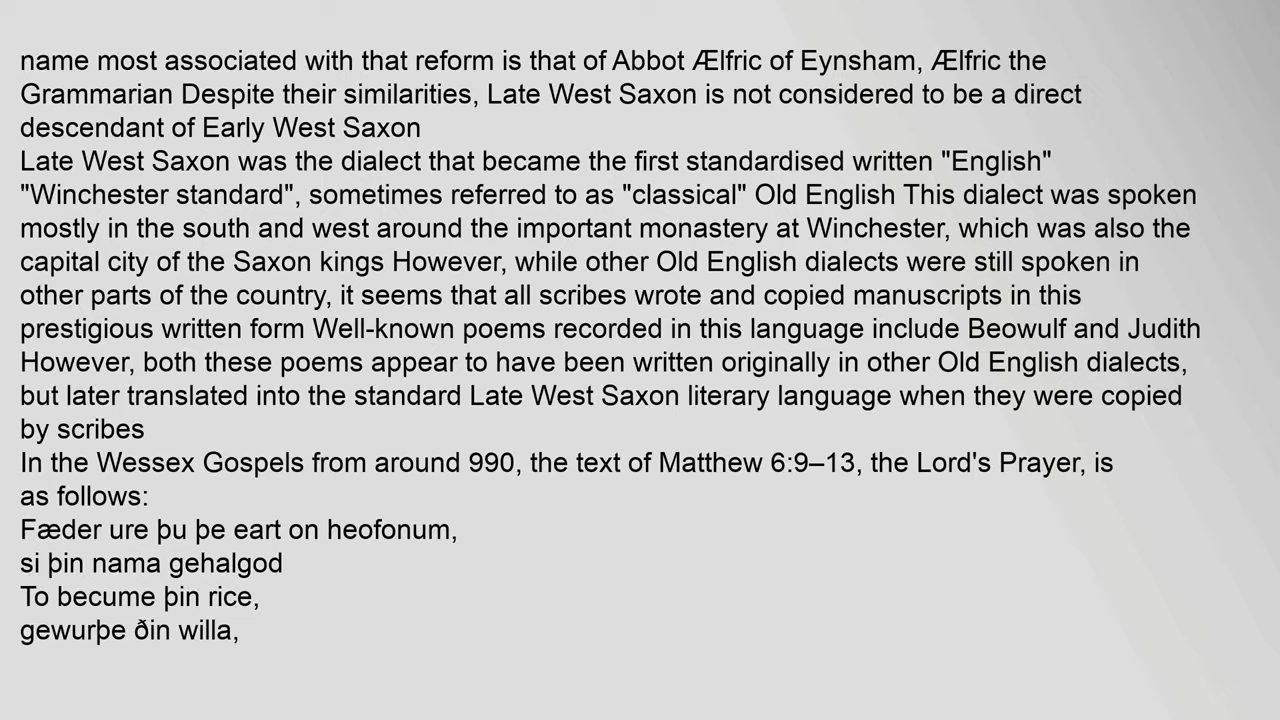 name most associated with that reform is that of Abbot Ælfric of Eynsham, Ælfric the
Grammarian Despite their similarities, Late West Saxon is not considered to be a direct
descendant of Early West Saxon
Late West Saxon was the dialect that became the first standardised written "English"
"Winchester standard", sometimes referred to as "classical" Old English This dialect was spoken
mostly in the south and west around the important monastery at Winchester, which was also the
capital city of the Saxon kings However, while other Old English dialects were still spoken in
other parts of the country, it seems that all scribes wrote and copied manuscripts in this
prestigious written form Well-known poems recorded in this language include Beowulf and Judith
However, both these poems appear to have been written originally in other Old English dialects,
but later translated into the standard Late West Saxon literary language when they were copied
by scribes
In the Wessex Gospels from around 990, the text of Matthew 6:9–13, the Lord's Prayer, is
as follows:
Fæder ure þu þe eart on heofonum,
si þin nama gehalgod
To becume þin rice,
gewurþe ðin willa,